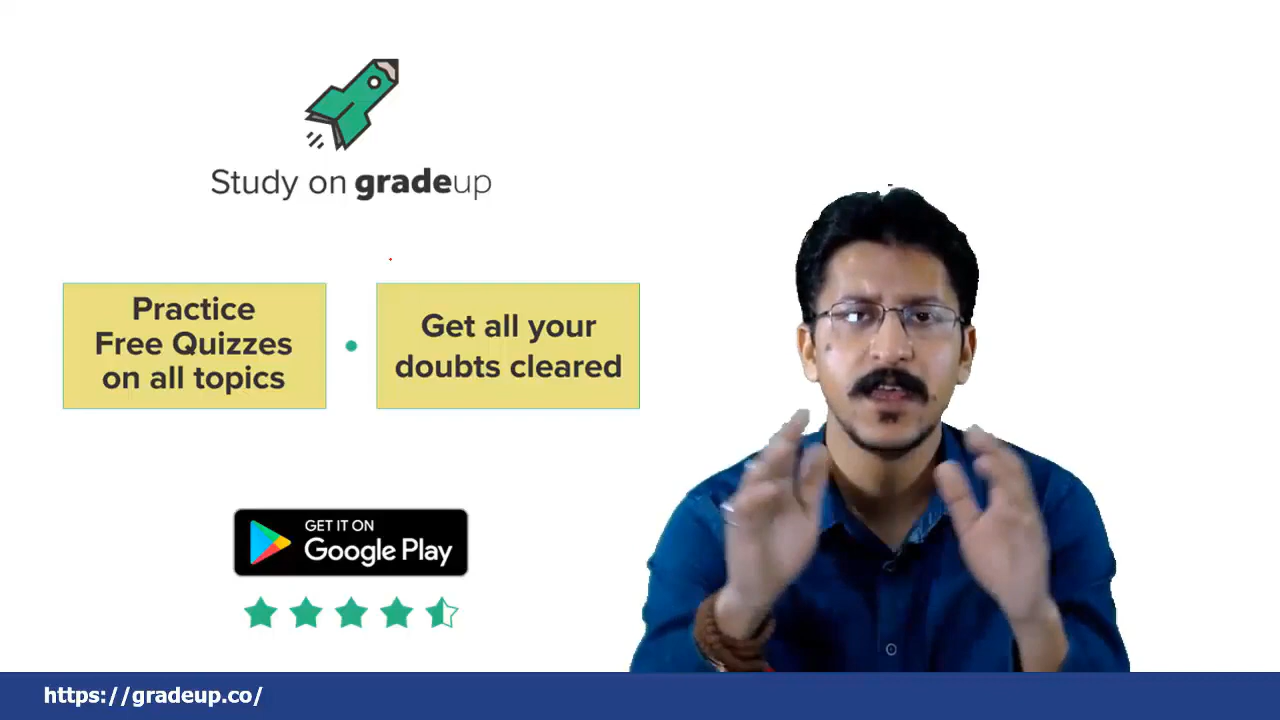 Study on gradeup
Practice
Free Quizzes
on all topics
Get all your
doubts cleared
GET IT ON
Google Play
https://gradeup.co/